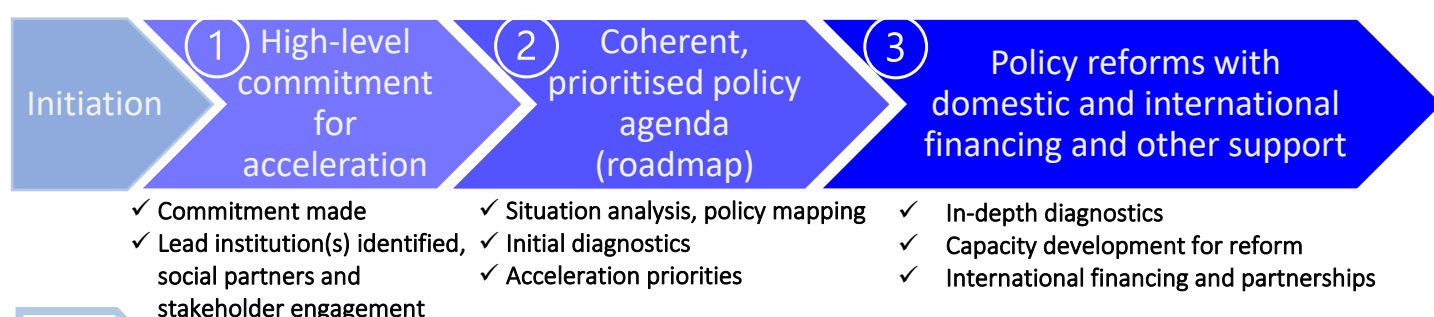 Initiation
1
High-level
commitment
for
acceleration
2
Coherent,
prioritised policy
agenda
(roadmap)
3
Policy reforms with
domestic and international
financing and other support
✓ Commitment made
✓ Lead institution(s) identified,
social partners and
stakeholder engagement
✓ Situation analysis, policy mapping
✓ Initial diagnostics
✓ Acceleration priorities
✓ In-depth diagnostics
✓ Capacity development for reform
✓ International financing and partnerships